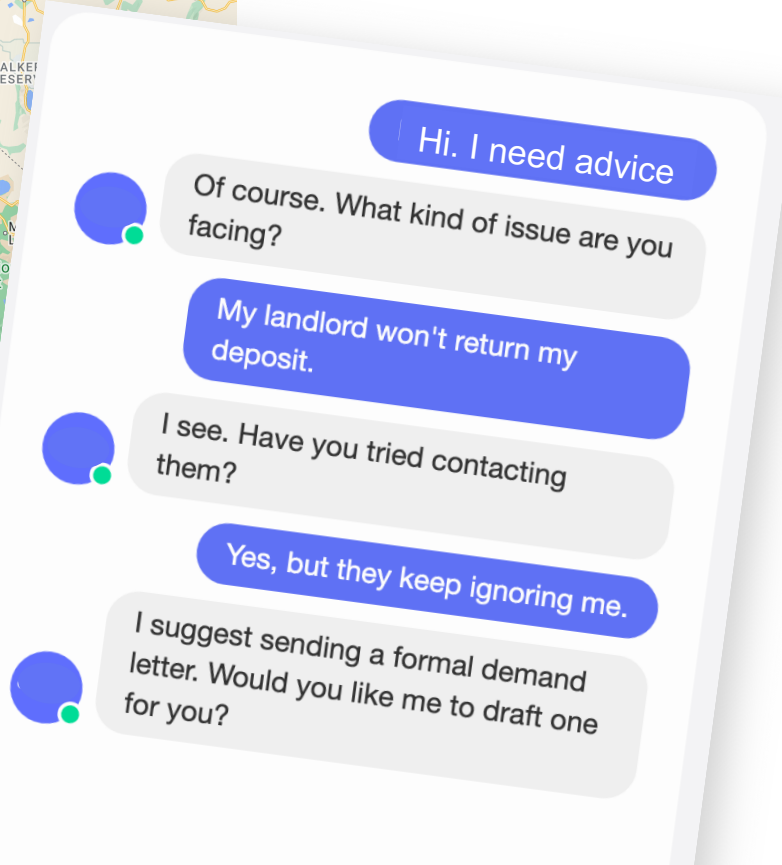 Hi. I need advice
Of course. What kind of issue are you
facing?
My landlord won't return my
deposit.
I see. Have you tried contacting
them?
Yes, but they keep ignoring me.
I suggest sending a formal demand
letter. Would you like me to draft one
for you?